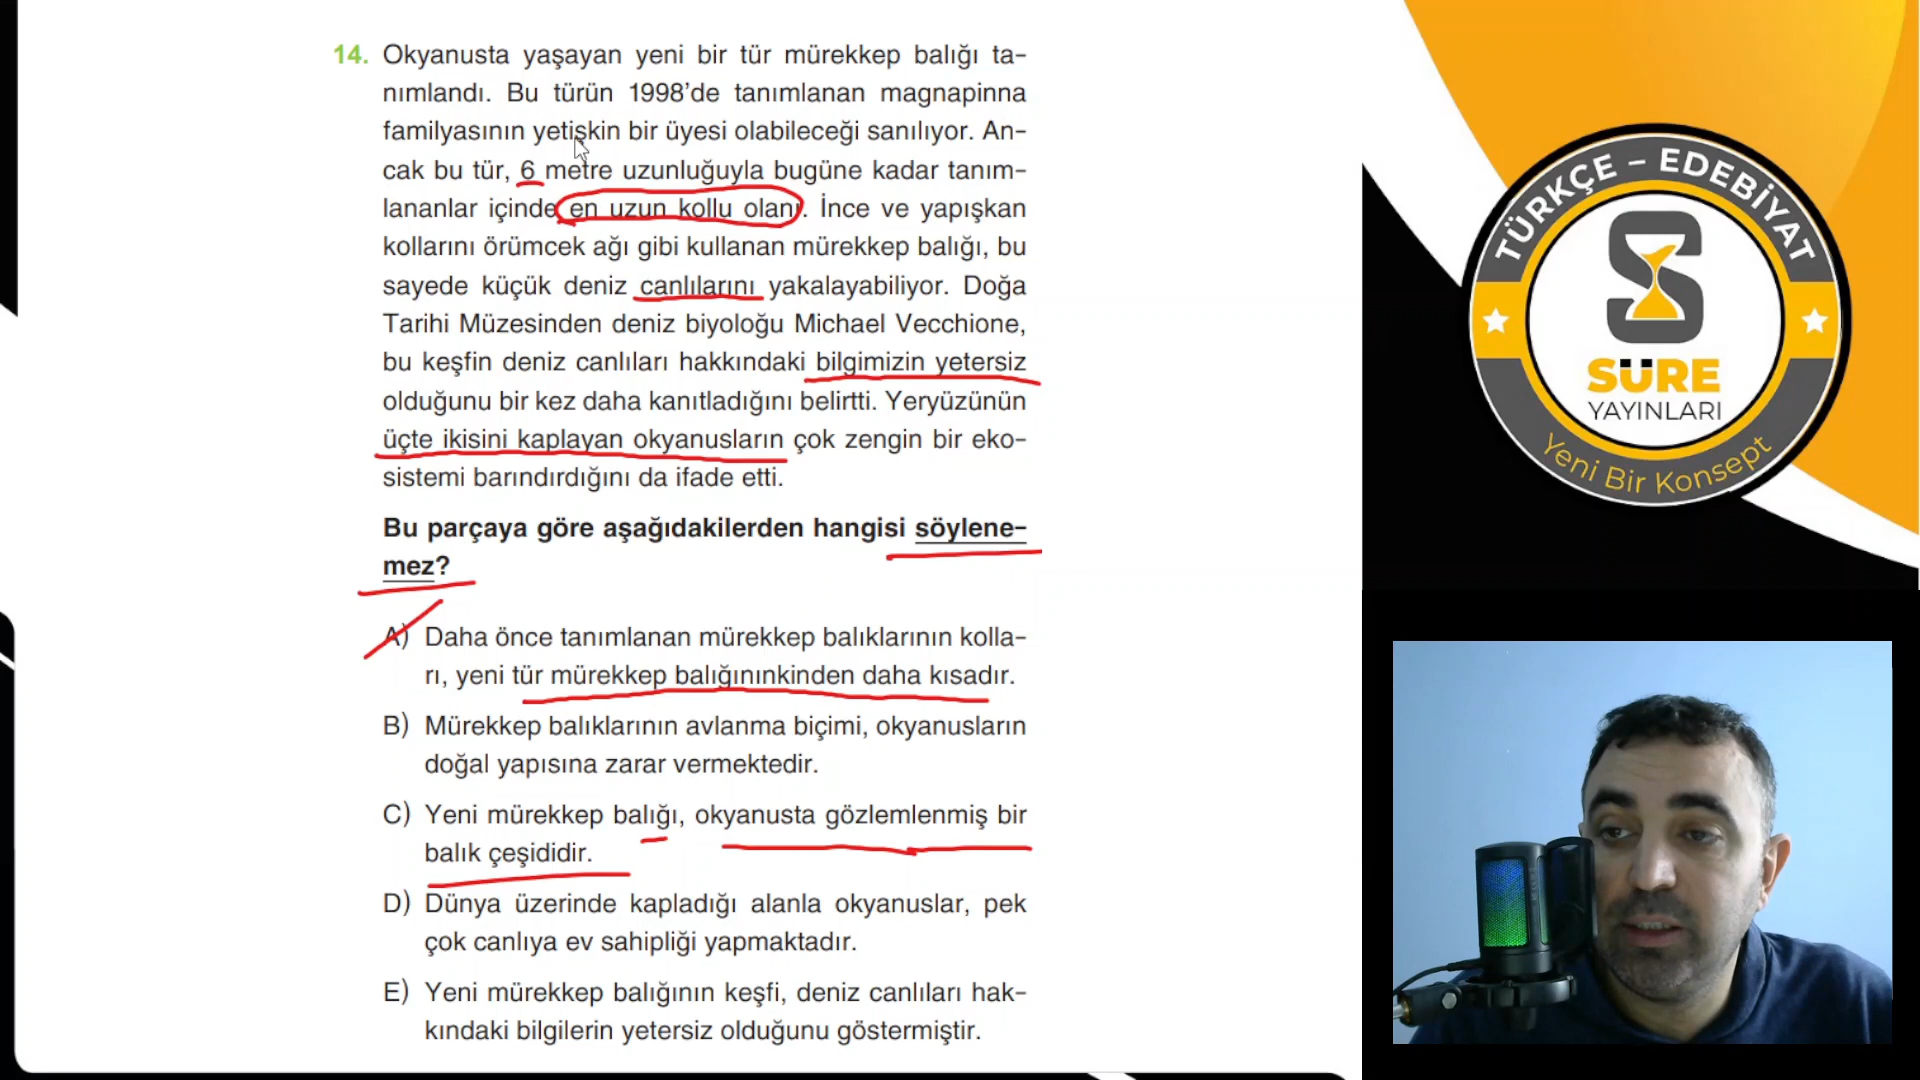 14. Okyanusta yaşayan yeni bir tür mürekkep balığı ta-
nımlandı. Bu türün 1998’de tanımlanan magnapinna
familyasının yetişkin bir üyesi olabileceği sanılıyor. An-
cak bu tür, 6 metre uzunluğuyla bugüne kadar tanım-
lananlar içinde en uzun kollu olanı. İnce ve yapışkan
kollarını örümcek ağı gibi kullanan mürekkep balığı, bu
sayede küçük deniz canlılarını yakalayabiliyor. Doğa
Tarihi Müzesinden deniz biyoloğu Michael Vecchione,
bu keşfin deniz canlıları hakkındaki bilgimizin yetersiz
olduğunu bir kez daha kanıtladığını belirtti. Yeryüzünün
üçte ikisini kaplayan okyanusların çok zengin bir eko-
sistemi barındırdığını da ifade etti.
Bu parçaya göre aşağıdakilerden hangisi söylene-
mez?
A) Daha önce tanımlanan mürekkep balıklarının kolla-
rı, yeni tür mürekkep balığınınkinden daha kısadır.
B) Mürekkep balıklarının avlanma biçimi, okyanusların
doğal yapısına zarar vermektedir.
C) Yeni mürekkep balığı, okyanusta gözlemlenmiş bir
balık çeşididir.
D) Dünya üzerinde kapladığı alanla okyanuslar, pek
çok canlıya ev sahipliği yapmaktadır.
E) Yeni mürekkep balığının keşfi, deniz canlıları hak-
kındaki bilgilerin yetersiz olduğunu göstermiştir.
TÜRKÇE – EDEBİYAT
SÜRE
YAYINLARI
Yeni Bir Konsept